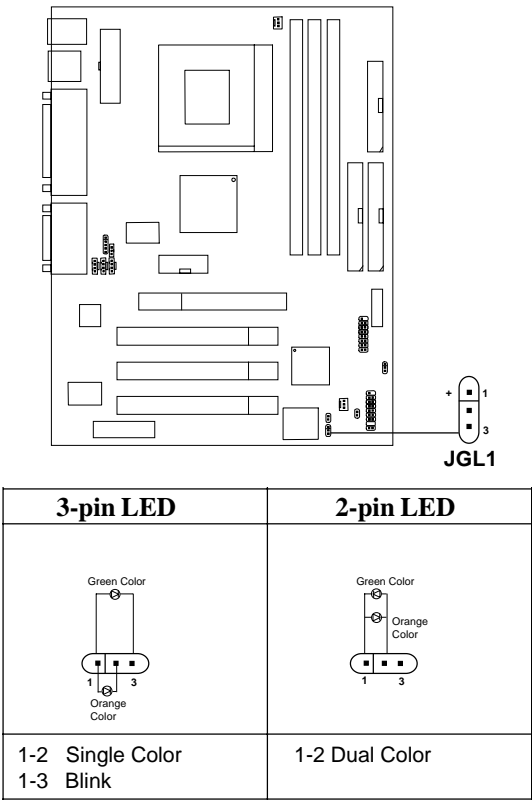 + 1
3
JGL1
3-pin LED
2-pin LED
Green Color
1 3
Orange
Color
Green Color
Orange
Color
1 3
1-2 Single Color
1-3 Blink
1-2 Dual Color